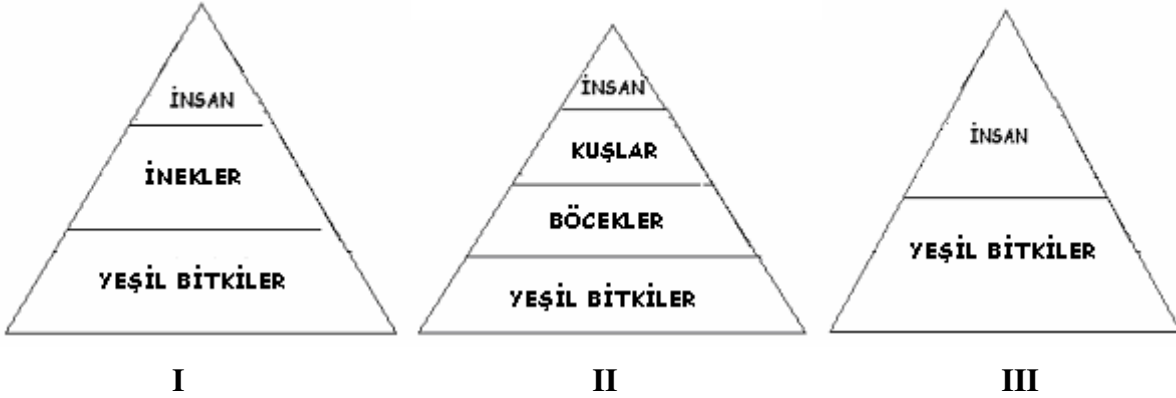 İNSAN
İNEKLER
YEŞİL BİTKİLER
I
İNSAN
KUŞLAR
BÖCEKLER
YEŞİL BİTKİLER
II
İNSAN
YEŞİL BİTKİLER
III